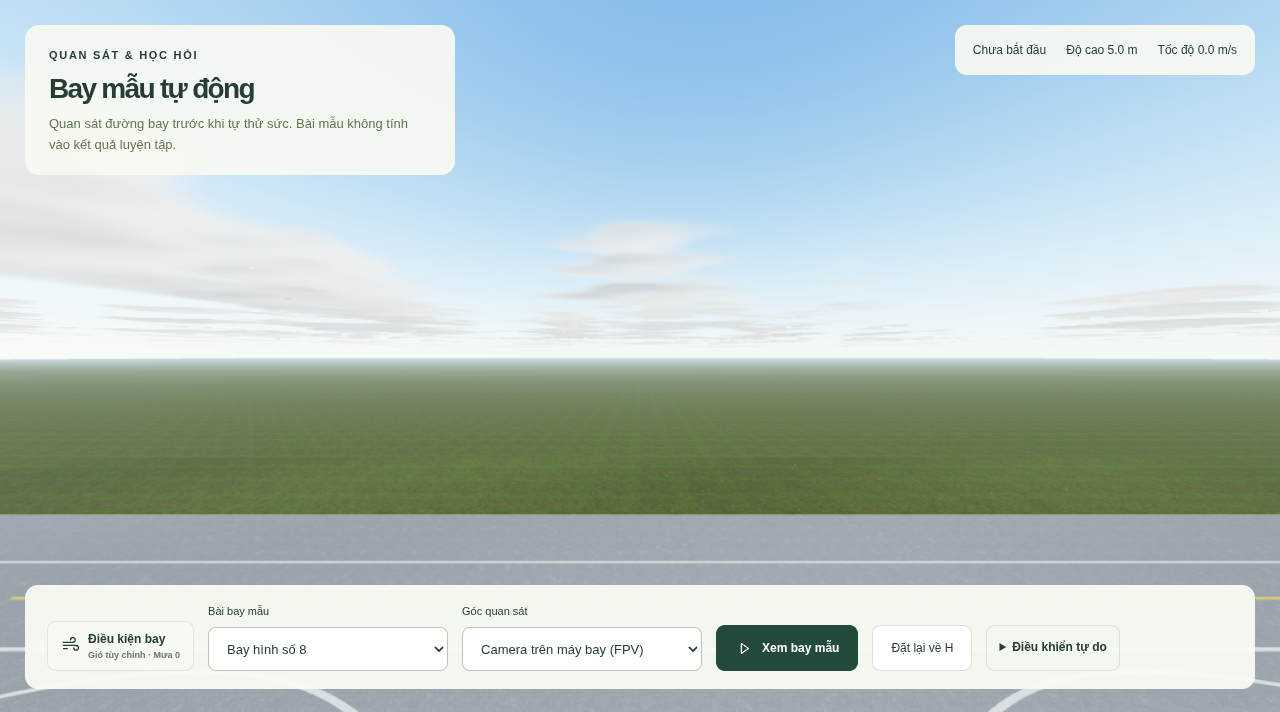 QUAN SÁT & HỌC HỎI
Bay mẫu tự động
Quan sát đường bay trước khi tự thử sức. Bài mẫu không tính
vào kết quả luyện tập.
Chưa bắt đầu Độ cao 5.0 m Tốc độ 0.0 m/s
Điều kiện bay
Gió tùy chỉnh · Mưa 0
Bài bay mẫu
Bay hình số 8
Góc quan sát
Camera trên máy bay (FPV)
Xem bay mẫu
Đặt lại về H
Điều khiển tự do